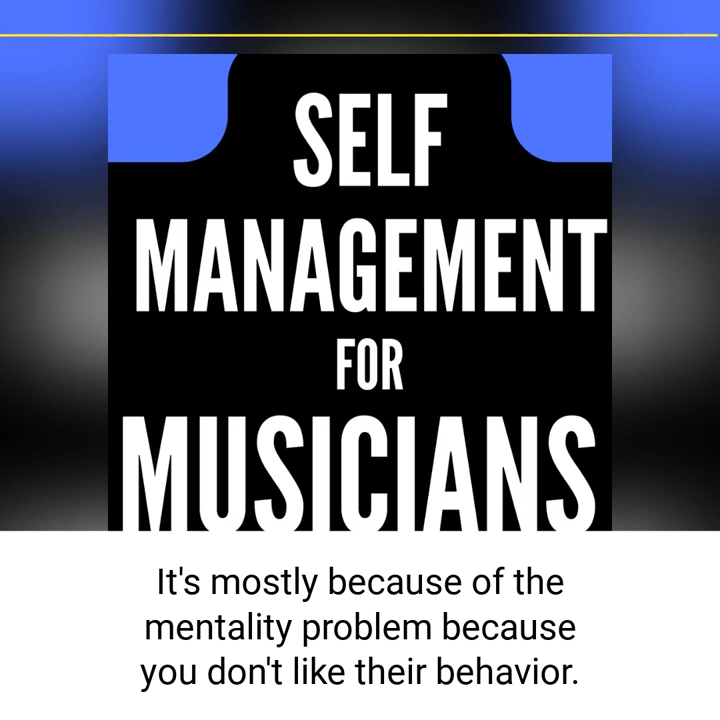 SELF
MANAGEMENT
FOR
MUSICIANS
It's mostly because of the
mentality problem because
you don't like their behavior.